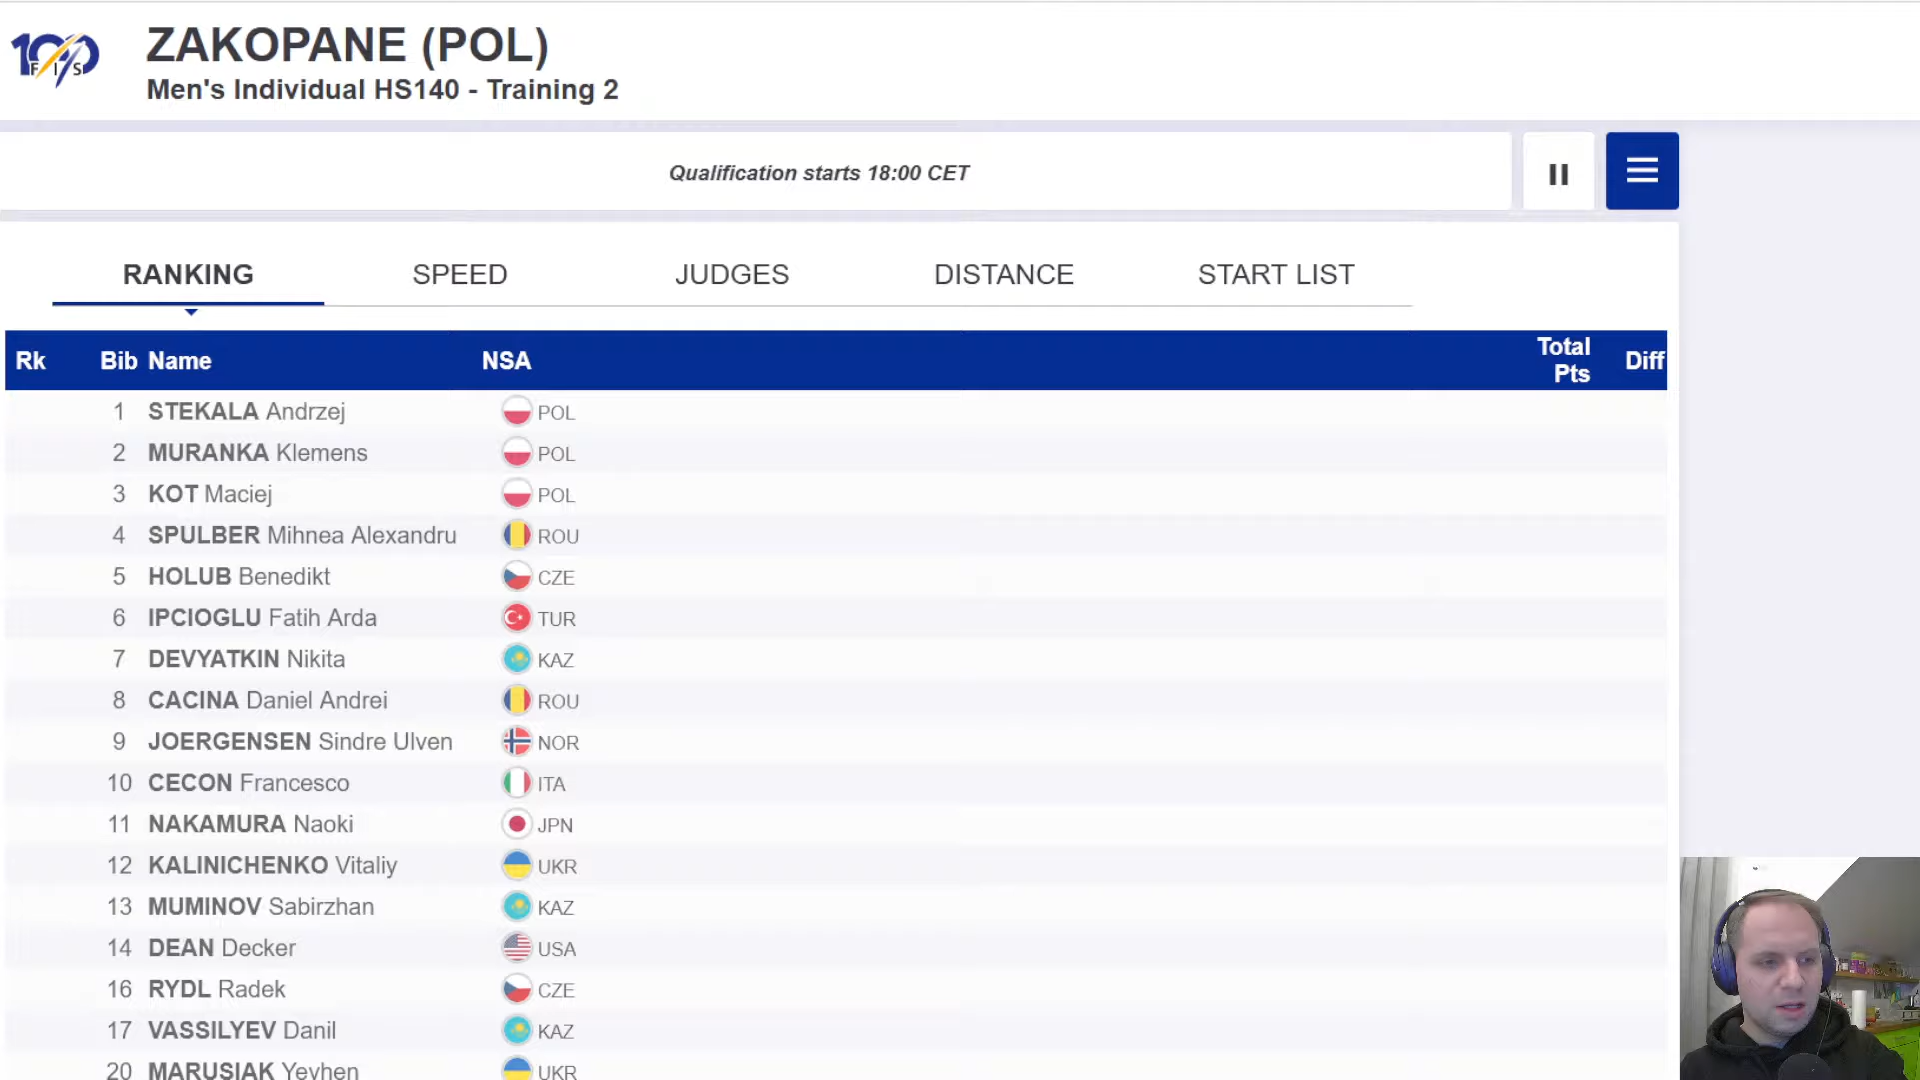 100
FIS
ZAKOPANE (POL)
Men's Individual HS140 - Training 2
Qualification starts 18:00 CET
RANKING SPEED JUDGES DISTANCE START LIST
Rk Bib Name NSA Total Pts Diff
1 STEKALA Andrzej POL
2 MURANKA Klemens POL
3 KOT Maciej POL
4 SPULBER Mihnea Alexandru ROU
5 HOLUB Benedikt CZE
6 IPCIOGLU Fatih Arda TUR
7 DEVYATKIN Nikita KAZ
8 CACINA Daniel Andrei ROU
9 JOERGENSEN Sindre Ulven NOR
10 CECON Francesco ITA
11 NAKAMURA Naoki JPN
12 KALINICHENKO Vitaliy UKR
13 MUMINOV Sabirzhan KAZ
14 DEAN Decker USA
16 RYDL Radek CZE
17 VASSILYEV Danil KAZ
20 MARUSIAK Yevhen UKR